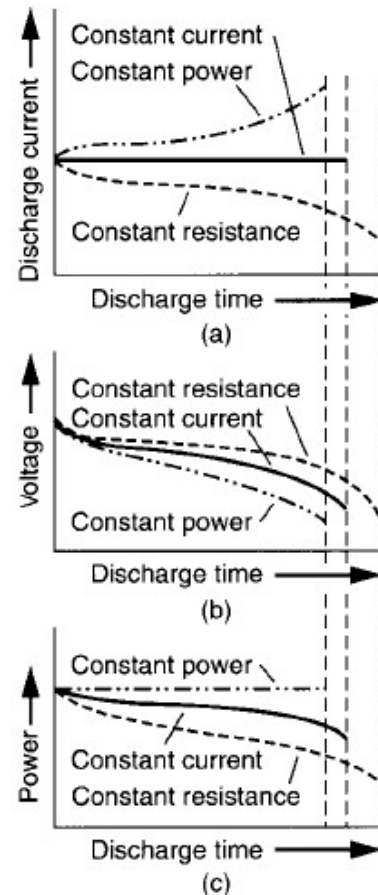 Discharge current
Constant current
Constant power
Constant resistance
Discharge time
(a)
Voltage
Constant resistance
Constant current
Constant power
Discharge time
(b)
Power
Constant power
Constant current
Constant resistance
Discharge time
(c)